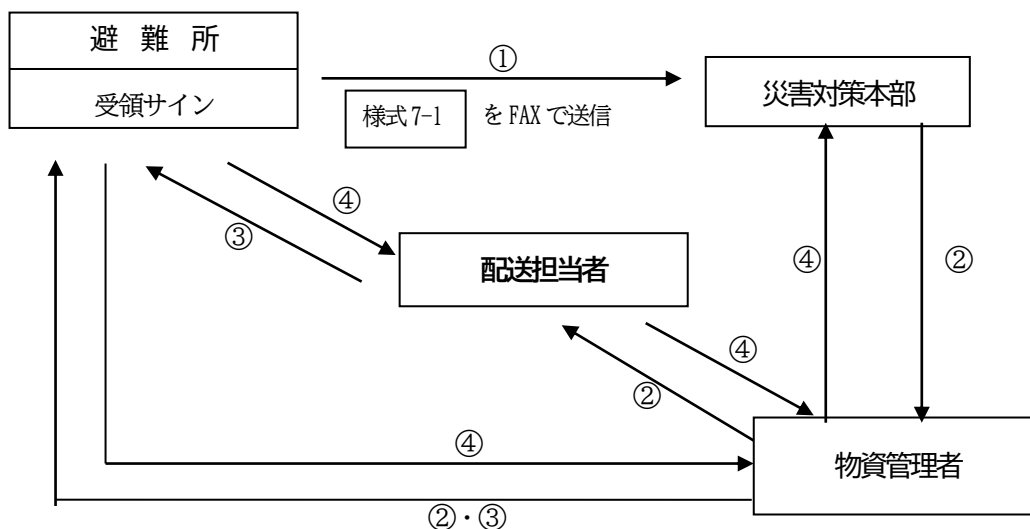 避 難 所
受領サイン
①
様式7-1 をFAXで送信
災害対策本部
④
③
④
②
配送担当者
④
②
④
物資管理者
②・③